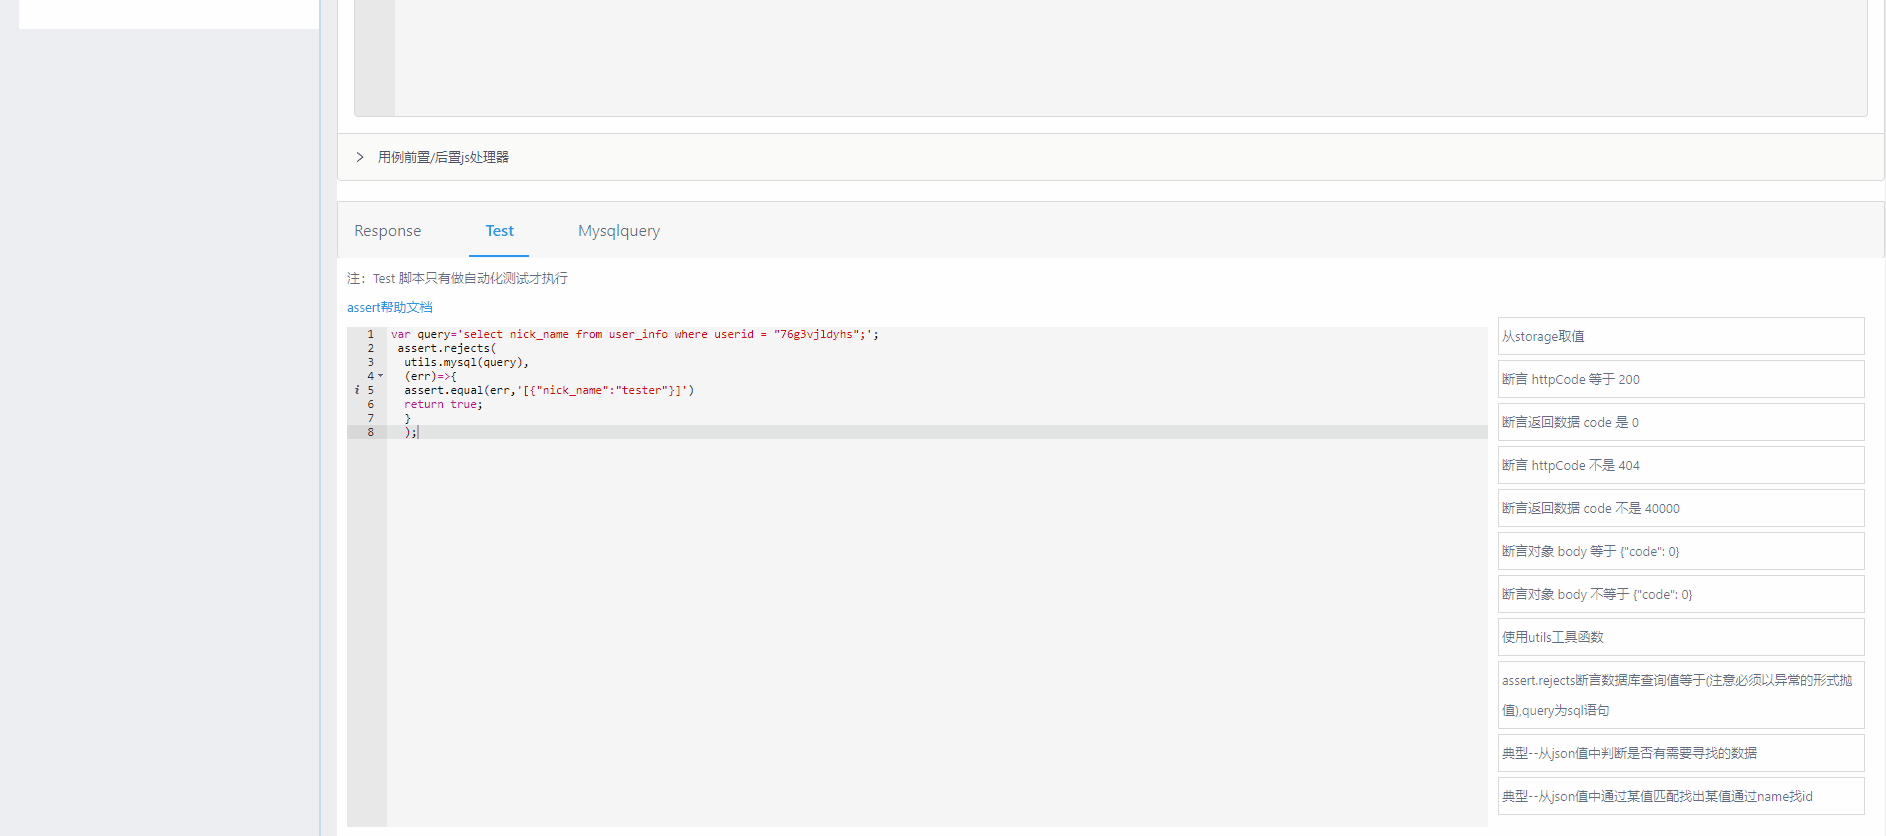 用例前置/后置js处理器
Response Test Mysqlquery
注：Test 脚本只有做自动化测试才执行
assert帮助文档
1 var query='select nick_name from user_info where userid = "76g3vjldyhs";';
2 assert.rejects(
3 utils.mysql(query),
4 (err)=>{
i 5 assert.equal(err,'[{"nick_name":"tester"}]')
6 return true;
7 }
8 );
从storage取值
断言 httpCode 等于 200
断言返回数据 code 是 0
断言 httpCode 不是 404
断言返回数据 code 不是 40000
断言对象 body 等于 {"code": 0}
断言对象 body 不等于 {"code": 0}
使用utils工具函数
assert.rejects断言数据库查询值等于(注意必须以异常的形式抛
值),query为sql语句
典型--从json值中判断是否有需要寻找的数据
典型--从json值中通过某值匹配找出某值通过name找id